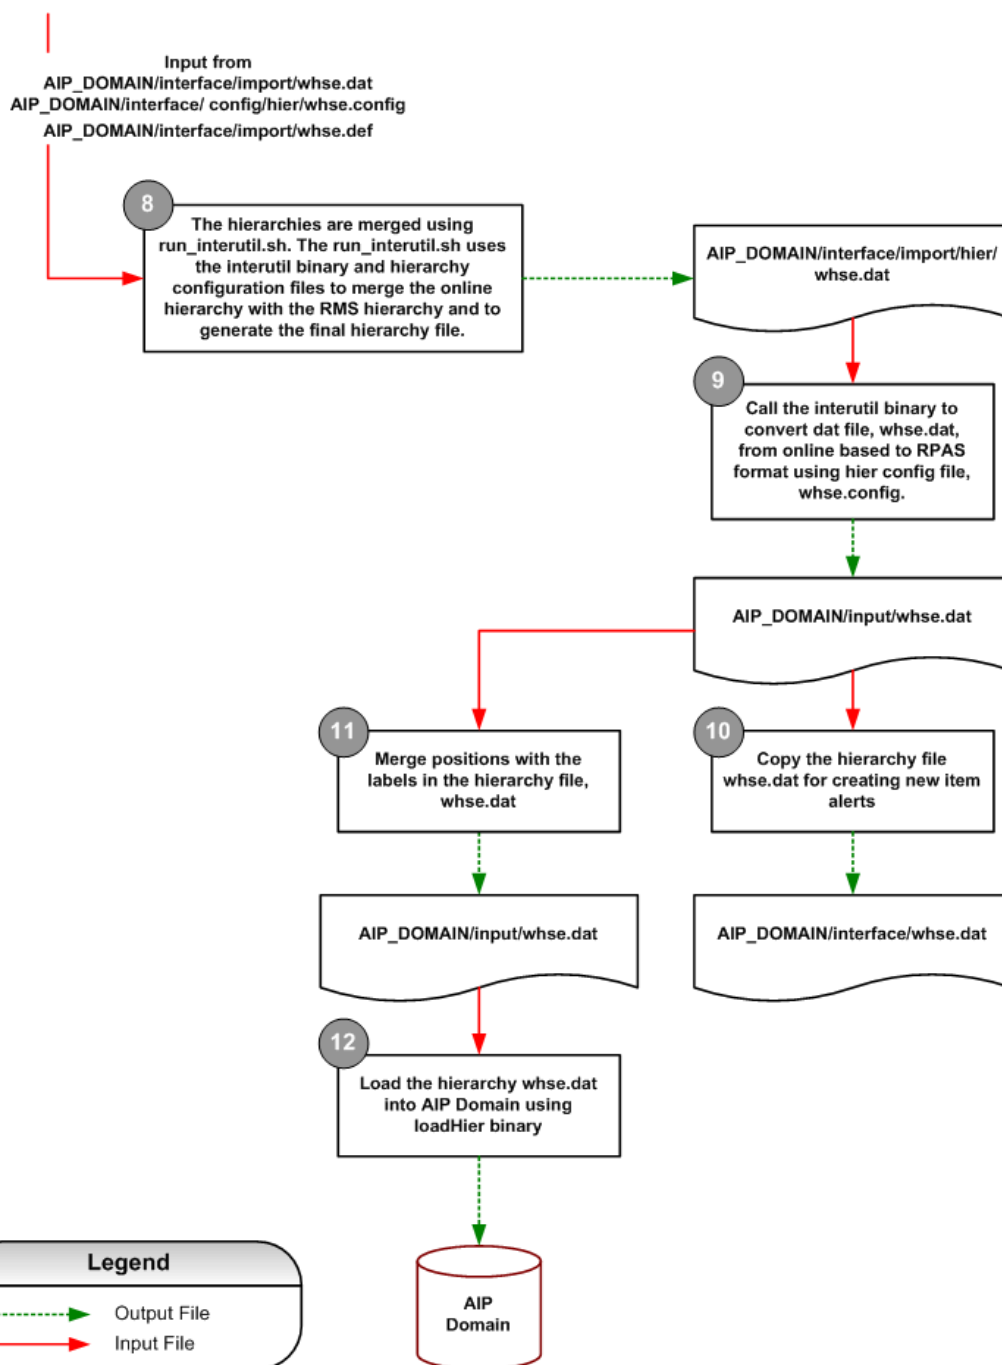 Input from
AIP_DOMAIN/interface/import/whse.dat
AIP_DOMAIN/interface/ config/hier/whse.config
AIP_DOMAIN/interface/import/whse.def
8
The hierarchies are merged using
run_interutil.sh. The run_interutil.sh uses
the interutil binary and hierarchy
configuration files to merge the online
hierarchy with the RMS hierarchy and to
generate the final hierarchy file.
AIP_DOMAIN/interface/import/hier/
whse.dat
9
Call the interutil binary to
convert dat file, whse.dat,
from online based to RPAS
format using hier config file,
whse.config.
AIP_DOMAIN/input/whse.dat
11
Merge positions with the
labels in the hierarchy file,
whse.dat
10
Copy the hierarchy file
whse.dat for creating new item
alerts
AIP_DOMAIN/input/whse.dat
AIP_DOMAIN/interface/whse.dat
12
Load the hierarchy whse.dat
into AIP Domain using
loadHier binary
AIP
Domain
Legend
Output File
Input File